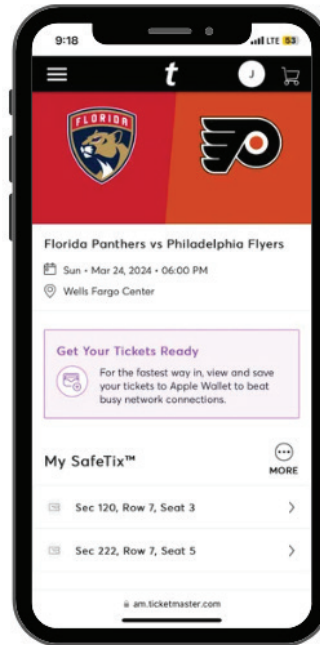 9:18
LTE 53
t
J
FLORIDA
Florida Panthers vs Philadelphia Flyers
Sun • Mar 24, 2024 • 06:00 PM
Wells Fargo Center
Get Your Tickets Ready
For the fastest way in, view and save
your tickets to Apple Wallet to beat
busy network connections.
My SafeTix™
MORE
Sec 120, Row 7, Seat 3
Sec 222, Row 7, Seat 5
am.ticketmaster.com